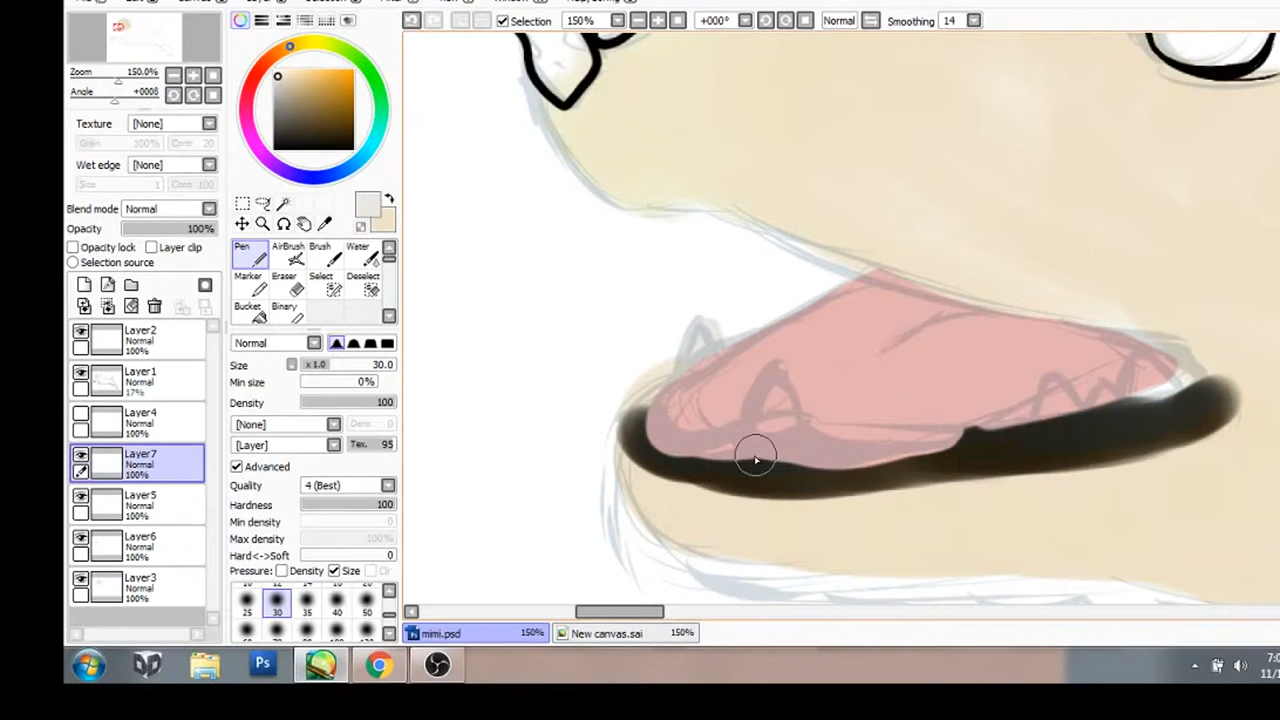 Selection 150% +000° Normal Smoothing 14
Zoom 150.0%
Angle +0008
Texture [None]
100% 20
Wet edge [None]
Size 1 100
Blend mode Normal
Opacity 100%
Opacity lock Layer clip
Selection source
Layer2
Normal
100%
Layer1
Normal
17%
Layer4
Normal
100%
Layer7
Normal
100%
Layer5
Normal
100%
Layer6
Normal
100%
Layer3
Normal
100%
Pen AirBrush Brush Water
Marker Eraser Select Deselect
Bucket Binary
Normal
Size x 1.0 30.0
Min size 0%
Density 100
[None] 0
[Layer] Tex. 95
Advanced
Quality 4 (Best)
Hardness 100
Min density 0
Max density 100%
Hard<->Soft 0
Pressure: Density Size
25 30 35 40 50
mimi.psd 150% New canvas.sai 150%
Ps